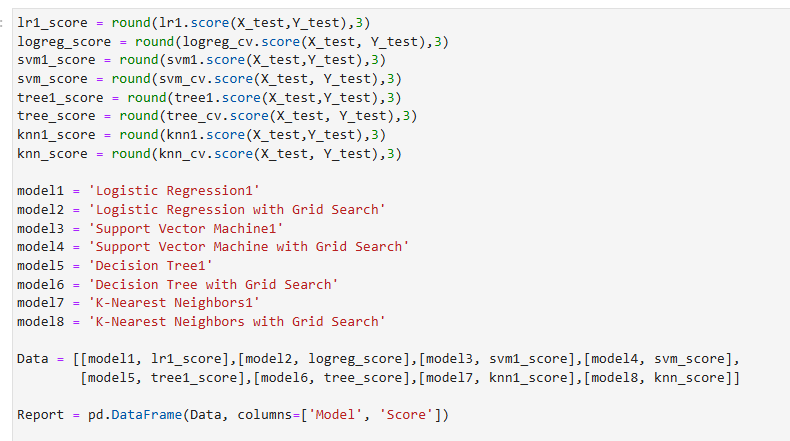 lr1_score = round(lr1.score(X_test,Y_test),3)
logreg_score = round(logreg_cv.score(X_test, Y_test),3)
svm1_score = round(svm1.score(X_test,Y_test),3)
svm_score = round(svm_cv.score(X_test, Y_test),3)
tree1_score = round(tree1.score(X_test,Y_test),3)
tree_score = round(tree_cv.score(X_test, Y_test),3)
knn1_score = round(knn1.score(X_test,Y_test),3)
knn_score = round(knn_cv.score(X_test, Y_test),3)
model1 = 'Logistic Regression1'
model2 = 'Logistic Regression with Grid Search'
model3 = 'Support Vector Machine1'
model4 = 'Support Vector Machine with Grid Search'
model5 = 'Decision Tree1'
model6 = 'Decision Tree with Grid Search'
model7 = 'K-Nearest Neighbors1'
model8 = 'K-Nearest Neighbors with Grid Search'
Data = [[model1, lr1_score],[model2, logreg_score],[model3, svm1_score],[model4, svm_score],
        [model5, tree1_score],[model6, tree_score],[model7, knn1_score],[model8, knn_score]]
Report = pd.DataFrame(Data, columns=['Model', 'Score'])